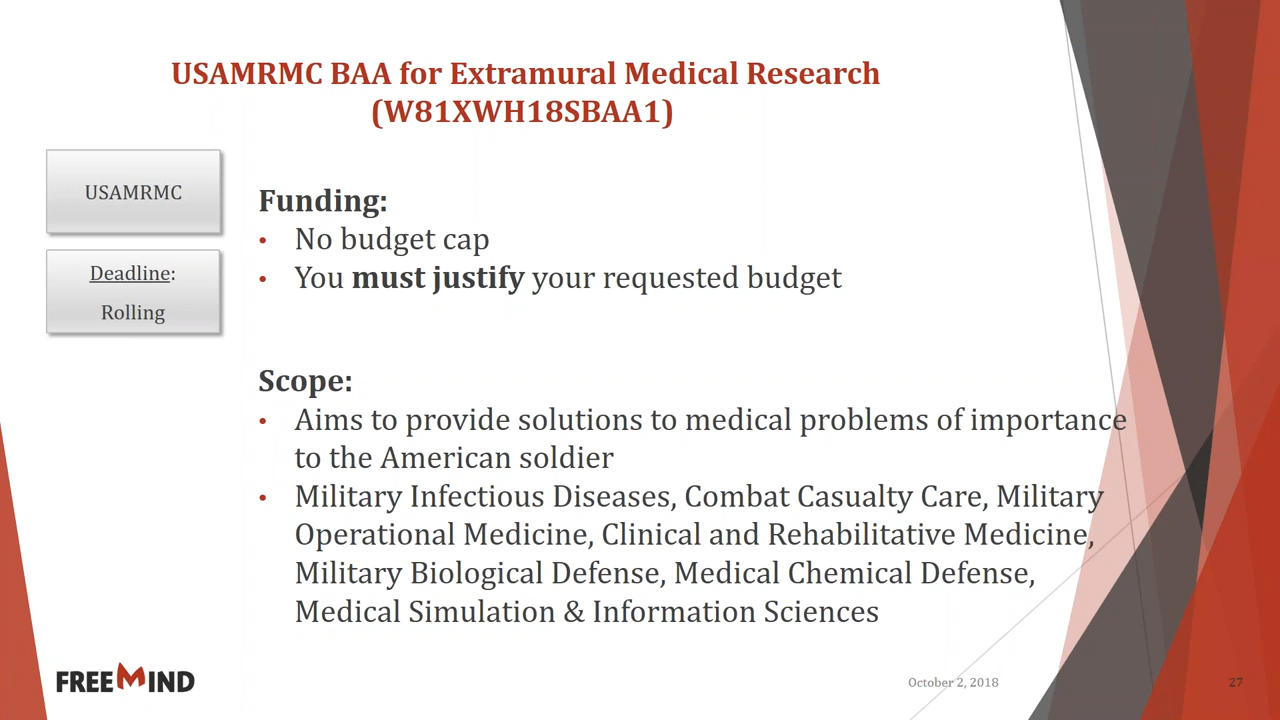 USAMRMC BAA for Extramural Medical Research
(W81XWH18SBAA1)
USAMRMC
Deadline:
Rolling
Funding:
• No budget cap
• You must justify your requested budget
Scope:
• Aims to provide solutions to medical problems of importance
to the American soldier
• Military Infectious Diseases, Combat Casualty Care, Military
Operational Medicine, Clinical and Rehabilitative Medicine,
Military Biological Defense, Medical Chemical Defense,
Medical Simulation & Information Sciences
FREEMIND
October 2, 2018
27